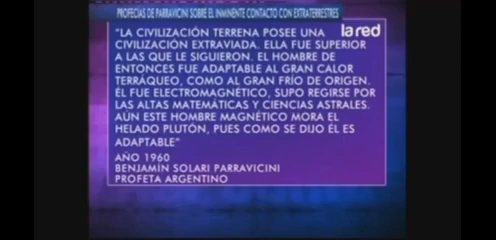 PROFECIAS DE PARRAVICINI SOBRE EL INMINENTE CONTACTO CON EXTRATERRESTRES
la red
"LA CIVILIZACIÓN TERRENA POSEE UNA
CIVILIZACIÓN EXTRAVIADA. ELLA FUE SUPERIOR
A LAS QUE LE SIGUIERON. EL HOMBRE DE
ENTONCES FUE ADAPTABLE AL GRAN CALOR
TERRÁQUEO, COMO AL GRAN FRÍO DE ORIGEN.
ÉL FUE ELECTROMAGNÉTICO, SUPO REGIRSE POR
LAS ALTAS MATEMÁTICAS Y CIENCIAS ASTRALES.
AÚN ESTE HOMBRE MAGNÉTICO MORA EL
HELADO PLUTÓN, PUES COMO SE DIJO ÉL ES
ADAPTABLE"
AÑO 1960
BENJAMÍN SOLARI PARRAVICINI
PROFETA ARGENTINO